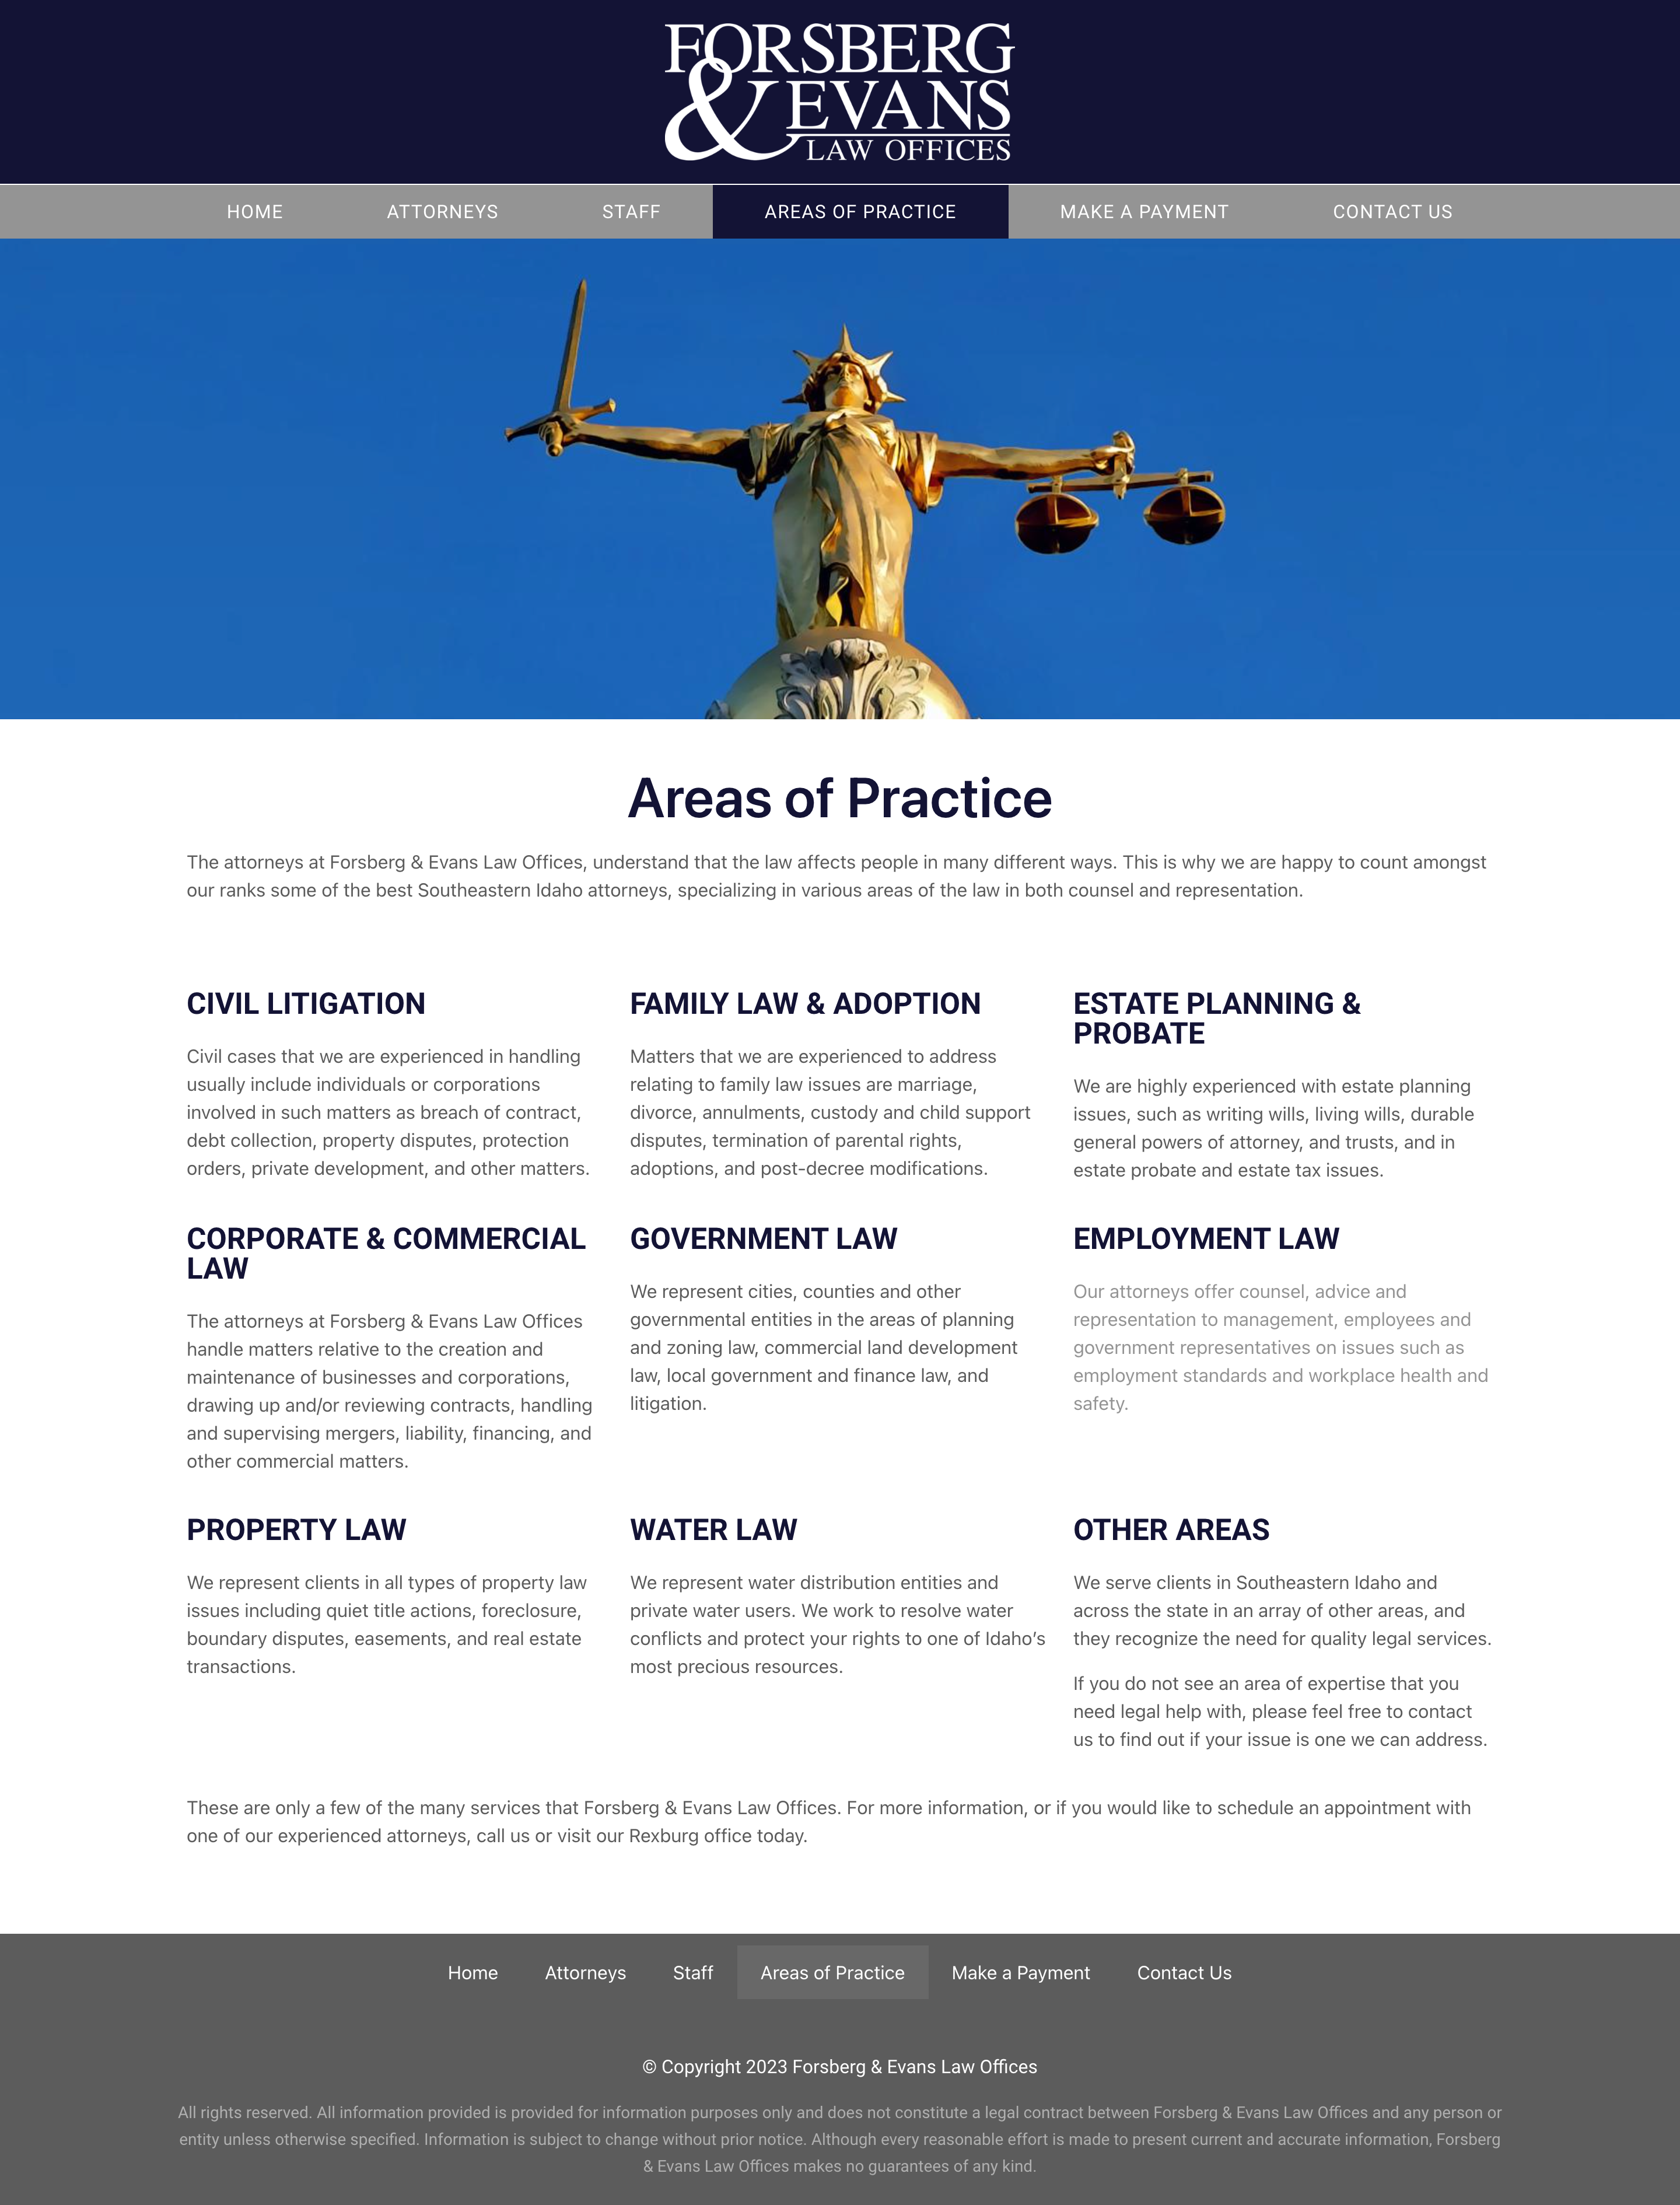 FORSBERG
& EVANS
LAW OFFICES
HOME
ATTORNEYS
STAFF
AREAS OF PRACTICE
MAKE A PAYMENT
CONTACT US
Areas of Practice
The attorneys at Forsberg & Evans Law Offices, understand that the law affects people in many different ways. This is why we are happy to count amongst
our ranks some of the best Southeastern Idaho attorneys, specializing in various areas of the law in both counsel and representation.
CIVIL LITIGATION
Civil cases that we are experienced in handling
usually include individuals or corporations
involved in such matters as breach of contract,
debt collection, property disputes, protection
orders, private development, and other matters.
FAMILY LAW & ADOPTION
Matters that we are experienced to address
relating to family law issues are marriage,
divorce, annulments, custody and child support
disputes, termination of parental rights,
adoptions, and post-decree modifications.
ESTATE PLANNING &
PROBATE
We are highly experienced with estate planning
issues, such as writing wills, living wills, durable
general powers of attorney, and trusts, and in
estate probate and estate tax issues.
CORPORATE & COMMERCIAL
LAW
The attorneys at Forsberg & Evans Law Offices
handle matters relative to the creation and
maintenance of businesses and corporations,
drawing up and/or reviewing contracts, handling
and supervising mergers, liability, financing, and
other commercial matters.
GOVERNMENT LAW
We represent cities, counties and other
governmental entities in the areas of planning
and zoning law, commercial land development
law, local government and finance law, and
litigation.
EMPLOYMENT LAW
Our attorneys offer counsel, advice and
representation to management, employees and
government representatives on issues such as
employment standards and workplace health and
safety.
PROPERTY LAW
We represent clients in all types of property law
issues including quiet title actions, foreclosure,
boundary disputes, easements, and real estate
transactions.
WATER LAW
We represent water distribution entities and
private water users. We work to resolve water
conflicts and protect your rights to one of Idaho’s
most precious resources.
OTHER AREAS
We serve clients in Southeastern Idaho and
across the state in an array of other areas, and
they recognize the need for quality legal services.
If you do not see an area of expertise that you
need legal help with, please feel free to contact
us to find out if your issue is one we can address.
These are only a few of the many services that Forsberg & Evans Law Offices. For more information, or if you would like to schedule an appointment with
one of our experienced attorneys, call us or visit our Rexburg office today.
Home
Attorneys
Staff
Areas of Practice
Make a Payment
Contact Us
© Copyright 2023 Forsberg & Evans Law Offices
All rights reserved. All information provided is provided for information purposes only and does not constitute a legal contract between Forsberg & Evans Law Offices and any person or
entity unless otherwise specified. Information is subject to change without prior notice. Although every reasonable effort is made to present current and accurate information, Forsberg
& Evans Law Offices makes no guarantees of any kind.